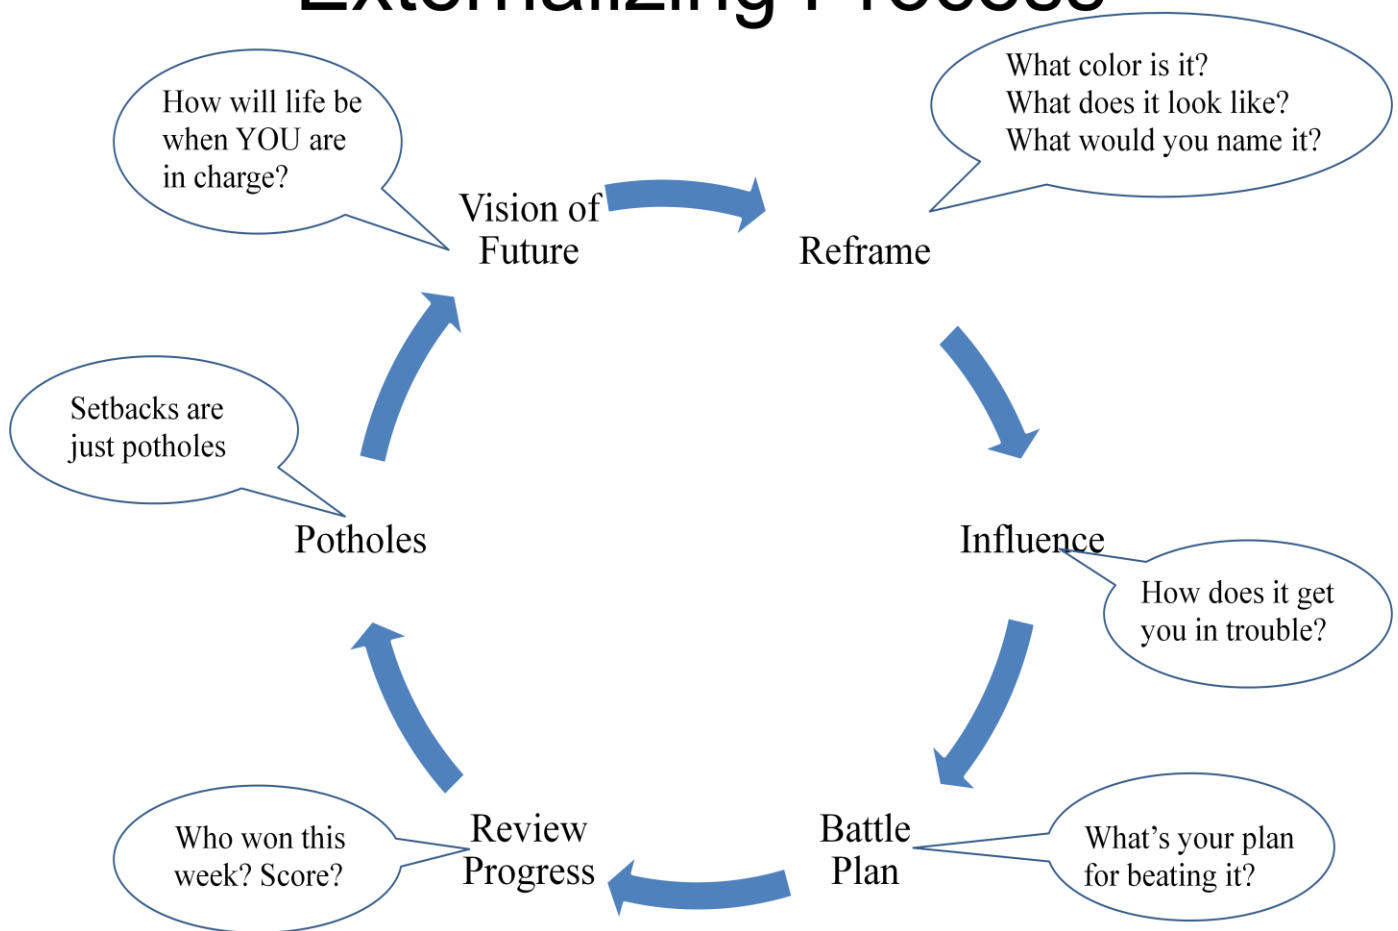 Externalizing Process
How will life be
when YOU are
in charge?
What color is it?
What does it look like?
What would you name it?
Vision of
Future
Reframe
Setbacks are
just potholes
Potholes
Influence
How does it get
you in trouble?
Who won this
week? Score?
Review
Progress
Battle
Plan
What’s your plan
for beating it?